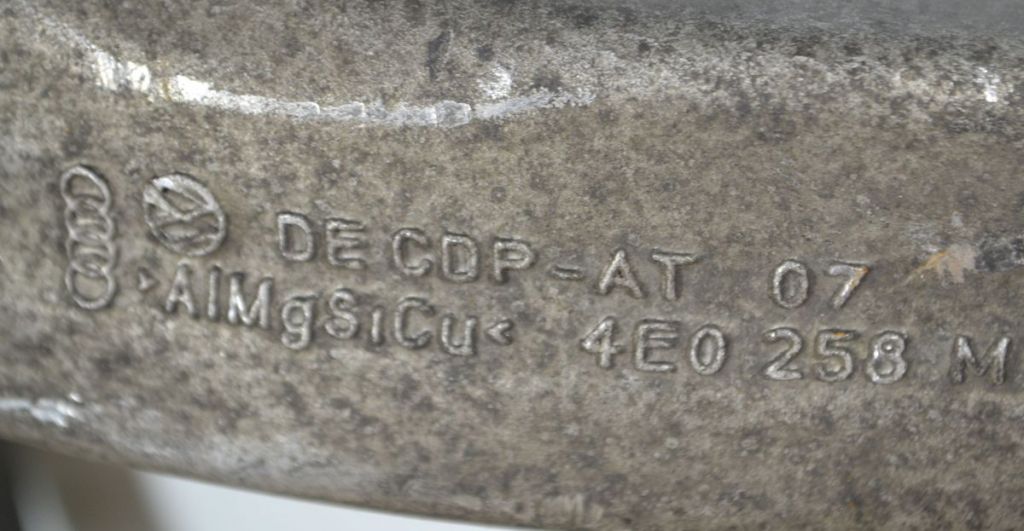 DE CDP-AT 07
>AlMgSiCu< 4E0 258 M